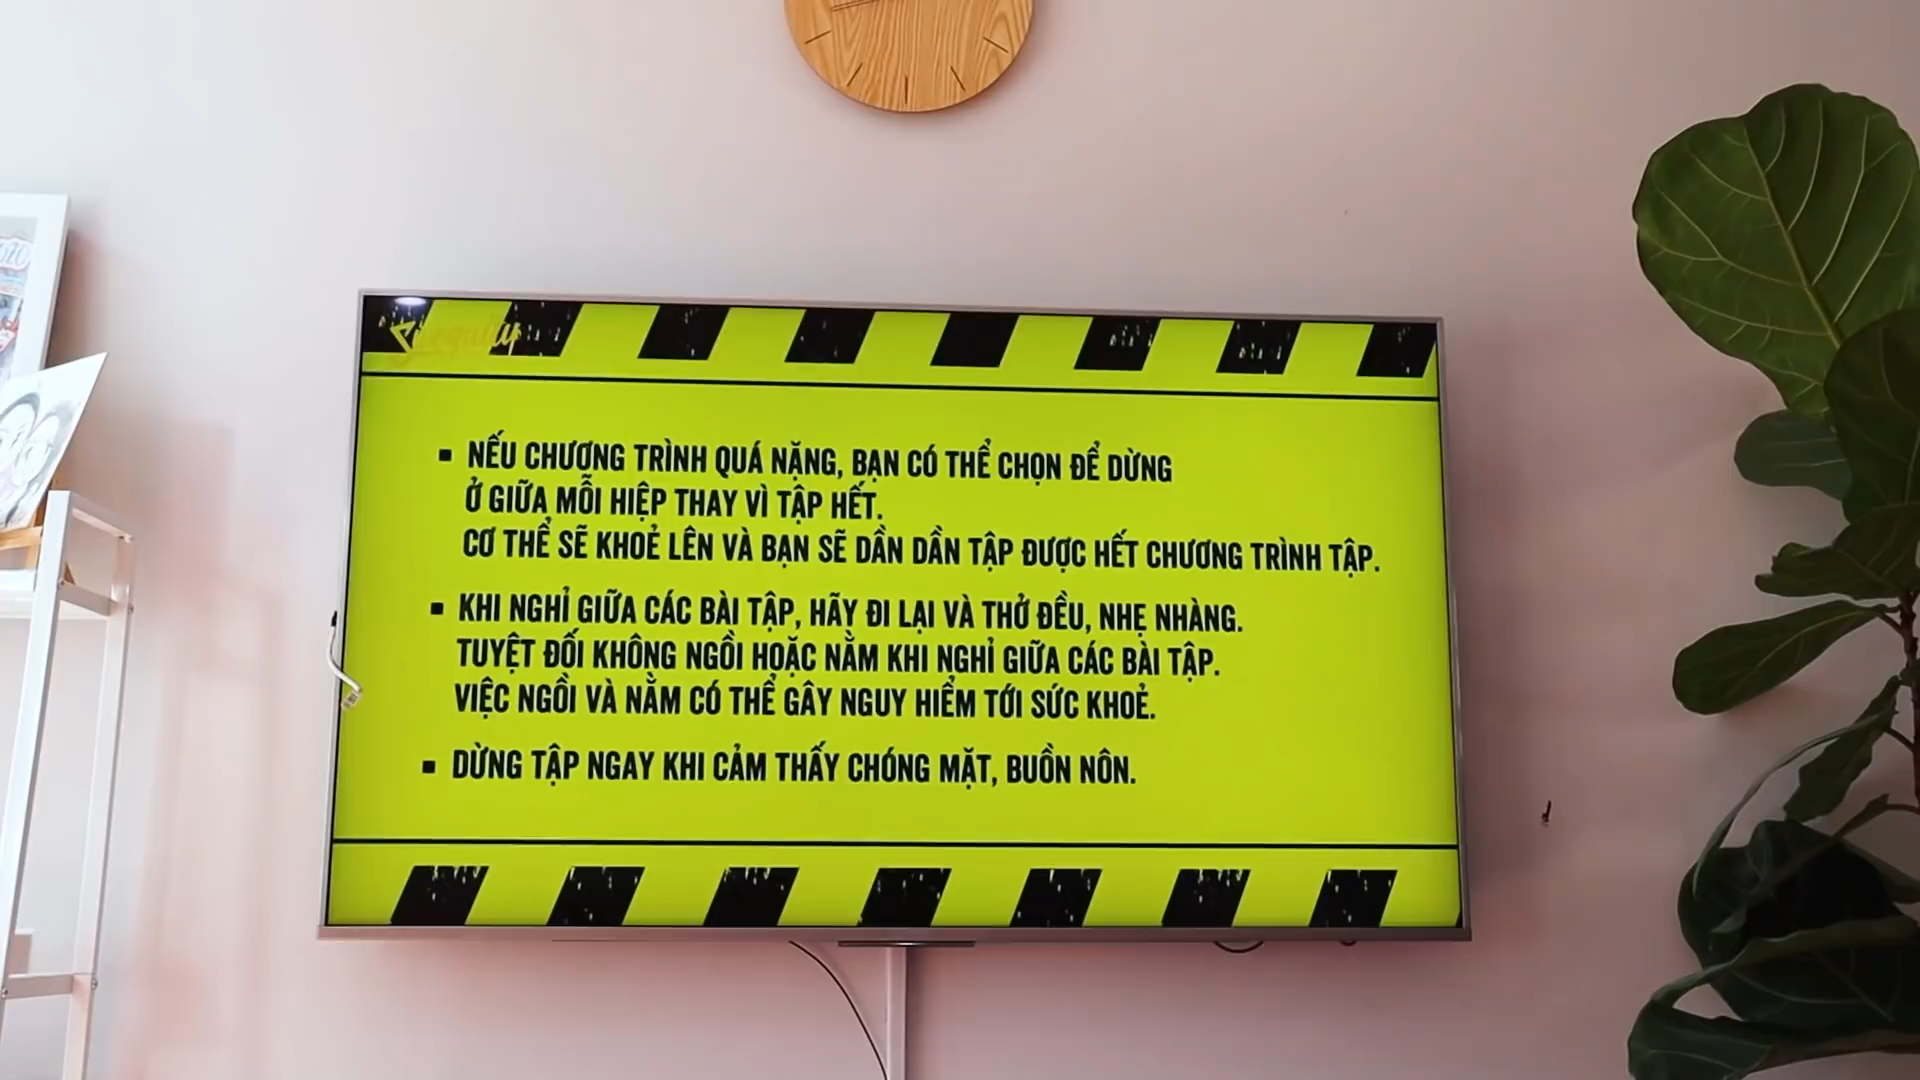 NẾU CHƯƠNG TRÌNH QUÁ NẶNG, BẠN CÓ THỂ CHỌN ĐỂ DỪNG
Ở GIỮA MỖI HIỆP THAY VÌ TẬP HẾT.
CƠ THỂ SẼ KHOẺ LÊN VÀ BẠN SẼ DẦN DẦN TẬP ĐƯỢC HẾT CHƯƠNG TRÌNH TẬP.
KHI NGHỈ GIỮA CÁC BÀI TẬP, HÃY ĐI LẠI VÀ THỞ ĐỀU, NHẸ NHÀNG.
TUYỆT ĐỐI KHÔNG NGỒI HOẶC NẰM KHI NGHỈ GIỮA CÁC BÀI TẬP.
VIỆC NGỒI VÀ NẰM CÓ THỂ GÂY NGUY HIỂM TỚI SỨC KHOẺ.
DỪNG TẬP NGAY KHI CẢM THẤY CHÓNG MẶT, BUỒN NÔN.